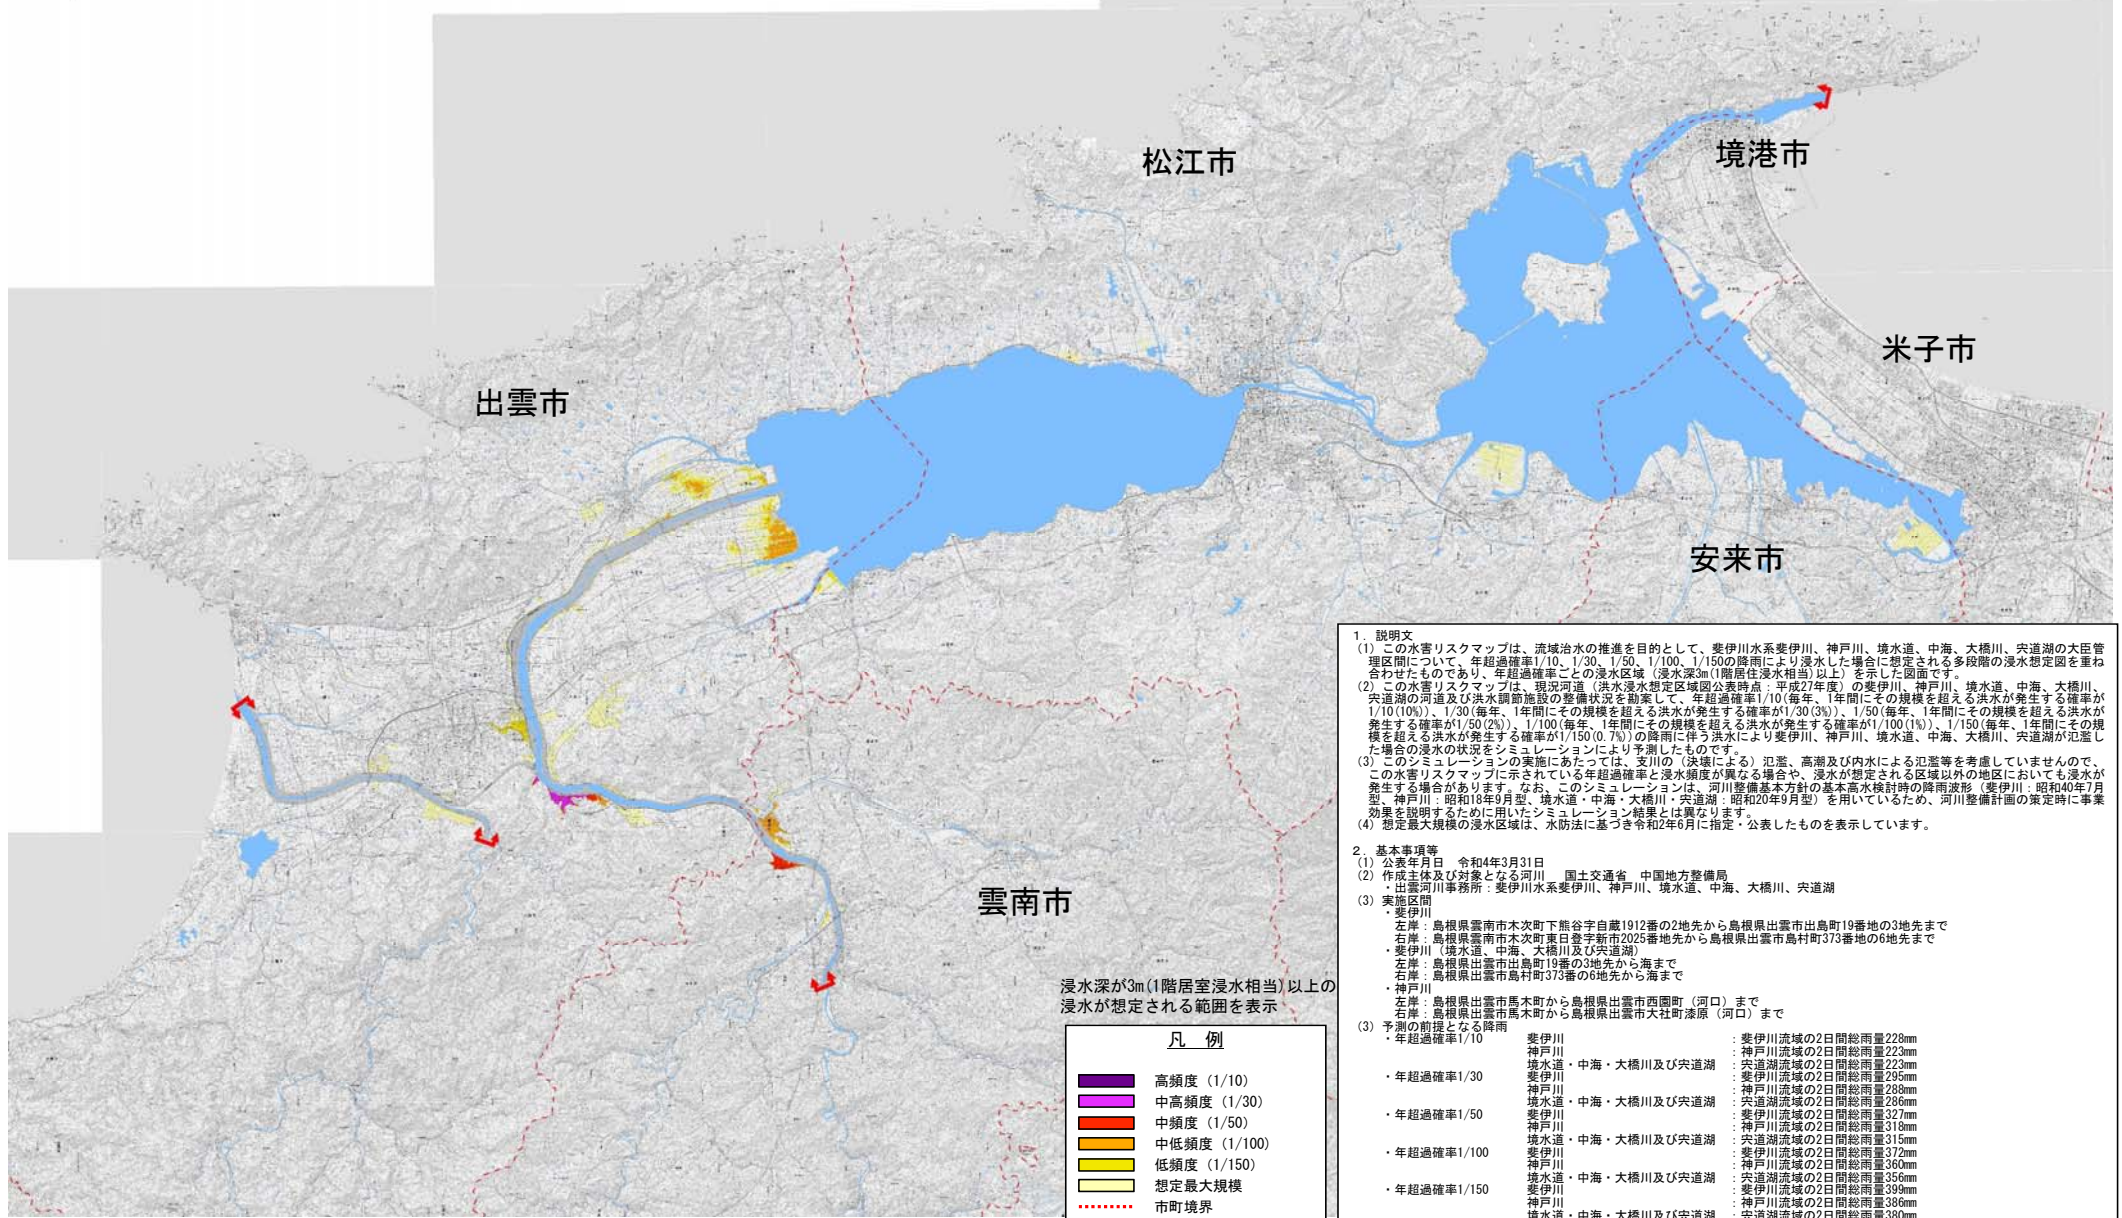 松江市
境港市
米子市
出雲市
安来市
雲南市
浸水深が3m(1階居室浸水相当)以上の
浸水が想定される範囲を表示
凡 例
高頻度（1/10）
中高頻度（1/30）
中頻度（1/50）
中低頻度（1/100）
低頻度（1/150）
想定最大規模
市町境界
1．説明文
(1) この水害リスクマップは、流域治水の推進を目的として、斐伊川水系斐伊川、神戸川、境水道、中海、大橋川、宍道湖の大臣管
理区間について、年超過確率1/10、1/30、1/50、1/100、1/150の降雨により浸水した場合に想定される多段階の浸水想定図を重ね
合わせたものであり、年超過確率ごとの浸水区域（浸水深3m(1階居住浸水相当)以上）を示した図面です。
(2) この水害リスクマップは、現況河道（洪水浸水想定区域図公表時点：平成27年度）の斐伊川、神戸川、境水道、中海、大橋川、
宍道湖の河道及び洪水調節施設の整備状況を勘案して、年超過確率1/10(毎年、1年間にその規模を超える洪水が発生する確率が
1/10(10%))、1/30(毎年、1年間にその規模を超える洪水が発生する確率が1/30(3%))、1/50(毎年、1年間にその規模を超える洪水が
発生する確率が1/50(2%))、1/100(毎年、1年間にその規模を超える洪水が発生する確率が1/100(1%))、1/150(毎年、1年間にその規
模を超える洪水が発生する確率が1/150(0.7%))の降雨に伴う洪水により斐伊川、神戸川、境水道、中海、大橋川、宍道湖が氾濫し
た場合の浸水の状況をシミュレーションにより予測したものです。
(3) このシミュレーションの実施にあたっては、支川の（決壊による）氾濫、高潮及び内水による氾濫等を考慮していませんので、
この水害リスクマップに示されている年超過確率と浸水頻度が異なる場合や、浸水が想定される区域以外の地区においても浸水が
発生する場合があります。なお、このシミュレーションは、河川整備基本方針の基本高水検討時の降雨波形（斐伊川：昭和40年7月
型、神戸川：昭和18年9月型、境水道・中海・大橋川・宍道湖：昭和20年9月型）を用いているため、河川整備計画の策定時に事業
効果を説明するために用いたシミュレーション結果とは異なります。
(4) 想定最大規模の浸水区域は、水防法に基づき令和2年6月に指定・公表したものを表示しています。
2．基本事項等
(1) 公表年月日 令和4年3月31日
(2) 作成主体及び対象となる河川 国土交通省 中国地方整備局
・出雲河川事務所：斐伊川水系斐伊川、神戸川、境水道、中海、大橋川、宍道湖
(3) 実施区間
・斐伊川
左岸：島根県雲南市木次町下熊谷字自蔵1912番の2地先から島根県出雲市出島町19番地の3地先まで
右岸：島根県雲南市木次町東日登字新市2025番地先から島根県出雲市島村町373番地の6地先まで
・斐伊川（境水道、中海、大橋川及び宍道湖）
左岸：島根県出雲市出島町19番の3地先から海まで
右岸：島根県出雲市島村町373番の6地先から海まで
・神戸川
左岸：島根県出雲市馬木町から島根県出雲市西園町（河口）まで
右岸：島根県出雲市馬木町から島根県出雲市大社町漆原（河口）まで
(3) 予測の前提となる降雨
・年超過確率1/10 斐伊川 ：斐伊川流域の2日間総雨量228mm
神戸川 ：神戸川流域の2日間総雨量223mm
境水道・中海・大橋川及び宍道湖 ：宍道湖流域の2日間総雨量223mm
・年超過確率1/30 斐伊川 ：斐伊川流域の2日間総雨量295mm
神戸川 ：神戸川流域の2日間総雨量288mm
境水道・中海・大橋川及び宍道湖 ：宍道湖流域の2日間総雨量286mm
・年超過確率1/50 斐伊川 ：斐伊川流域の2日間総雨量327mm
神戸川 ：神戸川流域の2日間総雨量318mm
境水道・中海・大橋川及び宍道湖 ：宍道湖流域の2日間総雨量315mm
・年超過確率1/100 斐伊川 ：斐伊川流域の2日間総雨量372mm
神戸川 ：神戸川流域の2日間総雨量360mm
境水道・中海・大橋川及び宍道湖 ：宍道湖流域の2日間総雨量356mm
・年超過確率1/150 斐伊川 ：斐伊川流域の2日間総雨量399mm
神戸川 ：神戸川流域の2日間総雨量386mm
境水道・中海・大橋川及び宍道湖 ：宍道湖流域の2日間総雨量380mm